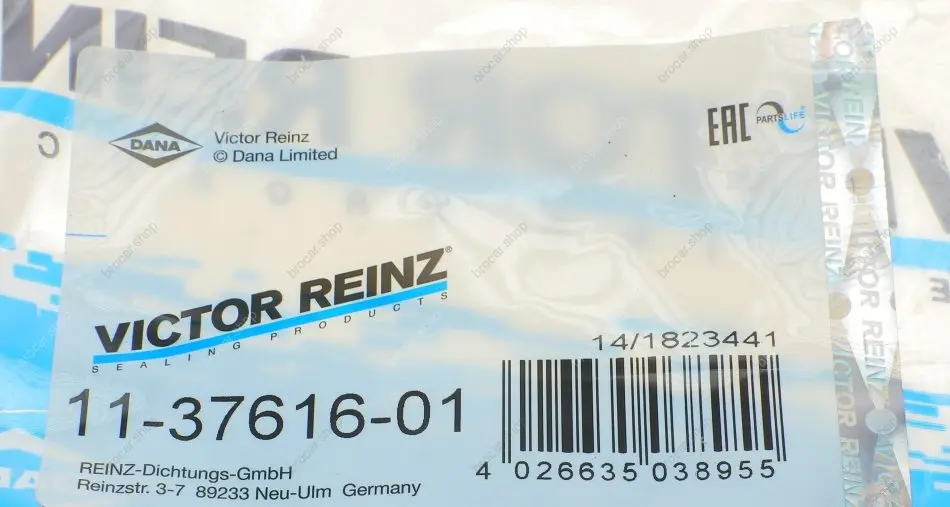 DANA
Victor Reinz
© Dana Limited
EAC
PARTSLIFE®
VICTOR REINZ®
SEALING PRODUCTS
11-37616-01
14/1823441
4 026635 038955
REINZ-Dichtungs-GmbH
Reinzstr. 3-7 89233 Neu-Ulm Germany
VICTOR REINZ
VICTOR REINZ
brocar.shop